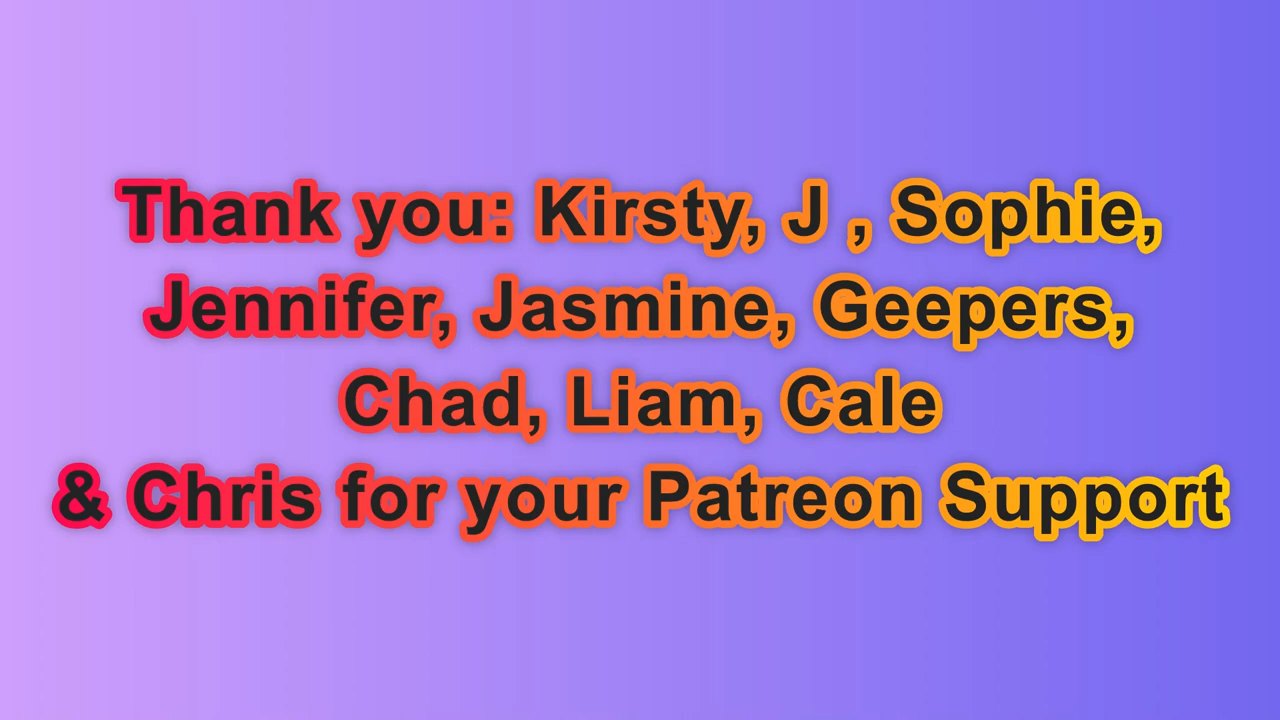 Thank you: Kirsty, J , Sophie,
Jennifer, Jasmine, Geepers,
Chad, Liam, Cale
& Chris for your Patreon Support